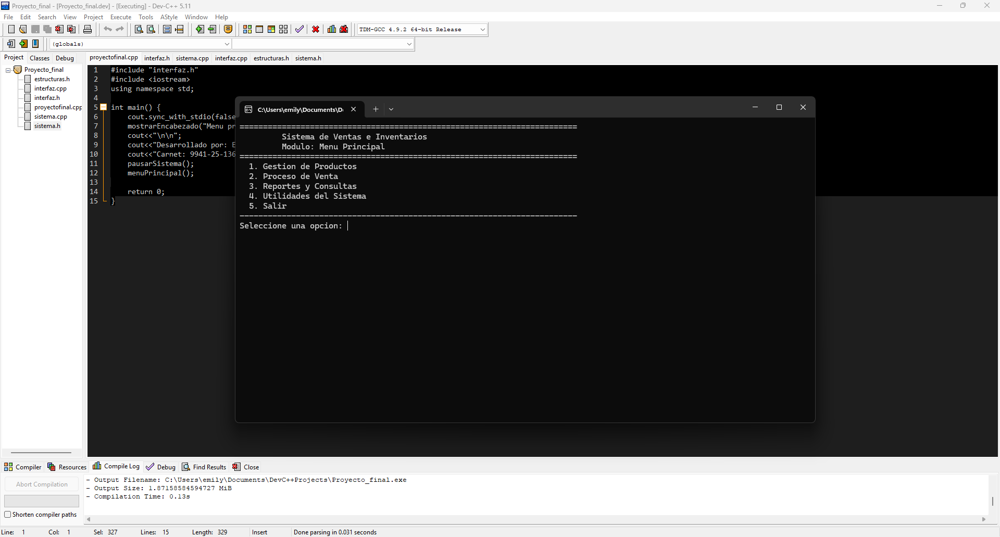 Proyecto_final - [Proyecto_final.dev] - [Executing] - Dev-C++ 5.11
File Edit Search View Project Execute Tools AStyle Window Help
TDM-GCC 4.9.2 64-bit Release
(globals)
Project Classes Debug
proyectofinal.cpp interfaz.h sistema.cpp interfaz.cpp estructuras.h sistema.h
Proyecto_final
estructuras.h
interfaz.cpp
interfaz.h
proyectofinal.cpp
sistema.cpp
sistema.h
1 #include "interfaz.h"
2 #include <iostream>
3 using namespace std;
4
5 int main() {
6 cout.sync_with_stdio(false
7 mostrarEncabezado("Menu pr
8 cout<<"\n\n";
9 cout<<"Desarrollado por: E
10 cout<<"Carnet: 9941-25-136
11 pausarSistema();
12 menuPrincipal();
13
14 return 0;
15 }
C:\Users\emily\Documents\D
========================================================================
Sistema de Ventas e Inventarios
Modulo: Menu Principal
========================================================================
1. Gestion de Productos
2. Proceso de Venta
3. Reportes y Consultas
4. Utilidades del Sistema
5. Salir
------------------------------------------------------------------------
Seleccione una opcion:
Compiler Resources Compile Log Debug Find Results Close
Abort Compilation
Shorten compiler paths
- Output Filename: C:\Users\emily\Documents\DevC++Projects\Proyecto_final.exe
- Output Size: 1.87158584594727 MiB
- Compilation Time: 0.13s
Line: 1 Col: 1 Sel: 327 Lines: 15 Length: 329 Insert Done parsing in 0.031 seconds